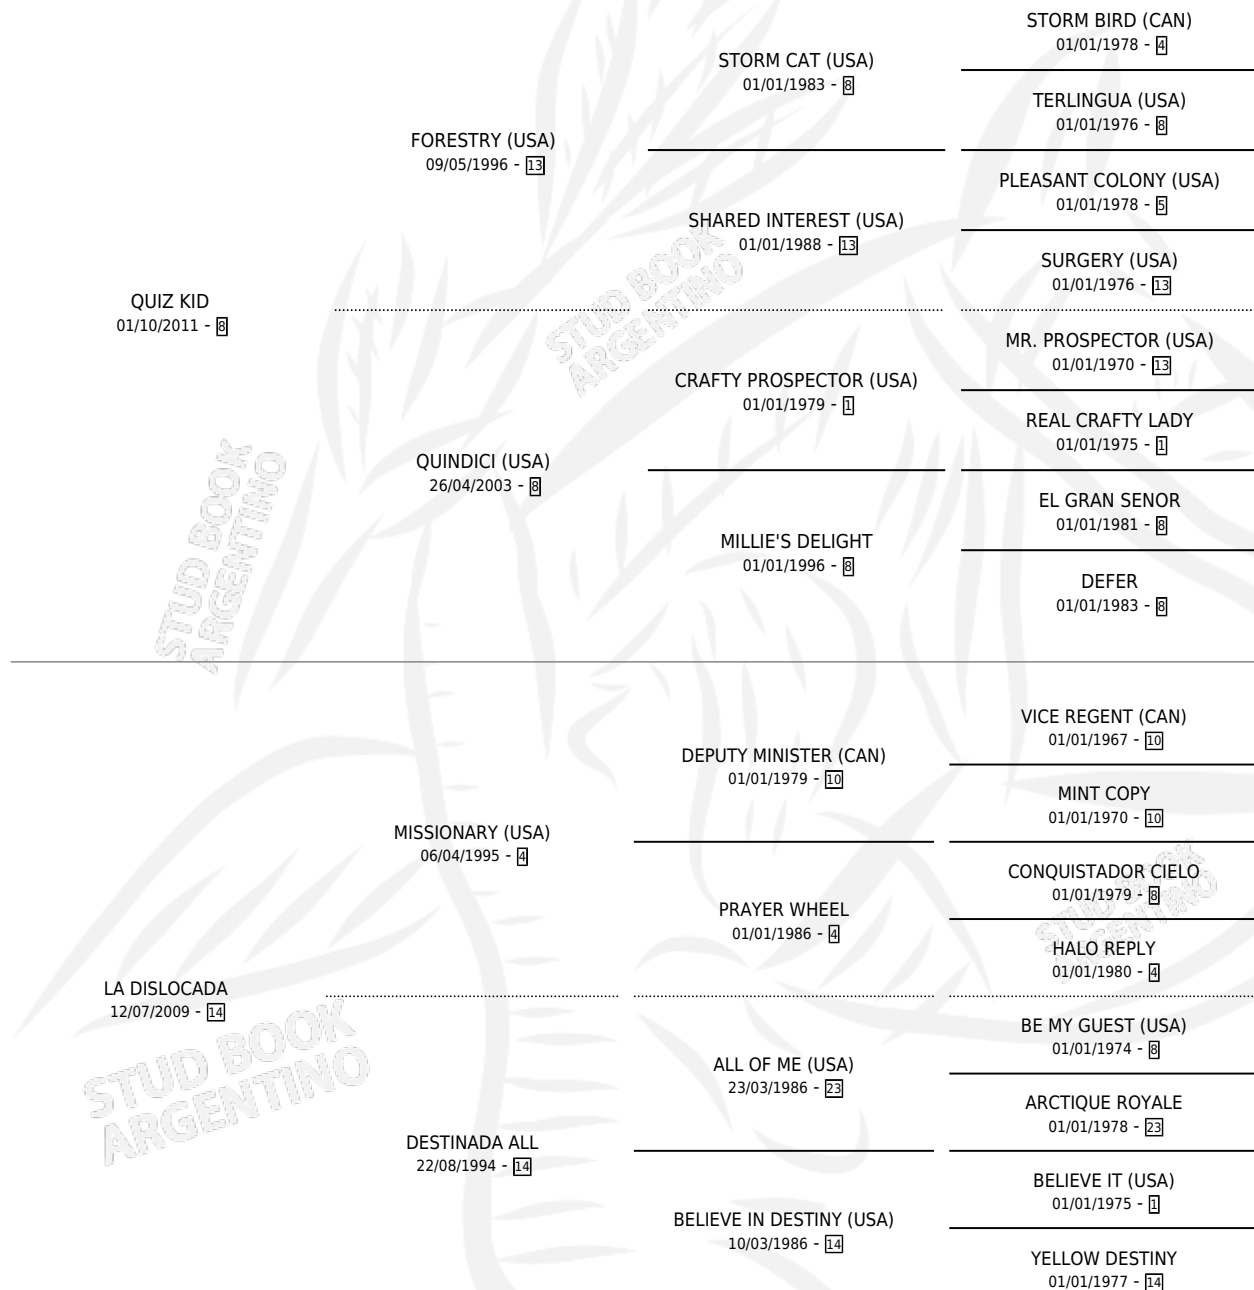 STORM BIRD (CAN)
01/01/1978 - 4
STORM CAT (USA)
01/01/1983 - 8
TERLINGUA (USA)
01/01/1976 - 8
FORESTRY (USA)
09/05/1996 - 13
PLEASANT COLONY (USA)
01/01/1978 - 5
SHARED INTEREST (USA)
01/01/1988 - 13
SURGERY (USA)
01/01/1976 - 13
QUIZ KID
01/10/2011 - 8
MR. PROSPECTOR (USA)
01/01/1970 - 13
CRAFTY PROSPECTOR (USA)
01/01/1979 - 1
REAL CRAFTY LADY
01/01/1975 - 1
QUINDICI (USA)
26/04/2003 - 8
EL GRAN SENOR
01/01/1981 - 8
MILLIE'S DELIGHT
01/01/1996 - 8
DEFER
01/01/1983 - 8
VICE REGENT (CAN)
01/01/1967 - 10
DEPUTY MINISTER (CAN)
01/01/1979 - 10
MINT COPY
01/01/1970 - 10
MISSIONARY (USA)
06/04/1995 - 4
CONQUISTADOR CIELO
01/01/1979 - 8
PRAYER WHEEL
01/01/1986 - 4
HALO REPLY
01/01/1980 - 4
LA DISLOCADA
12/07/2009 - 14
BE MY GUEST (USA)
01/01/1974 - 8
ALL OF ME (USA)
23/03/1986 - 23
ARCTIQUE ROYALE
01/01/1978 - 23
DESTINADA ALL
22/08/1994 - 14
BELIEVE IT (USA)
01/01/1975 - 1
BELIEVE IN DESTINY (USA)
10/03/1986 - 14
YELLOW DESTINY
01/01/1977 - 14
STUD BOOK
ARGENTINO
STUD BOOK
ARGENTINO
STUD BOOK
ARGENTINO
STUD BOOK
ARGENTINO